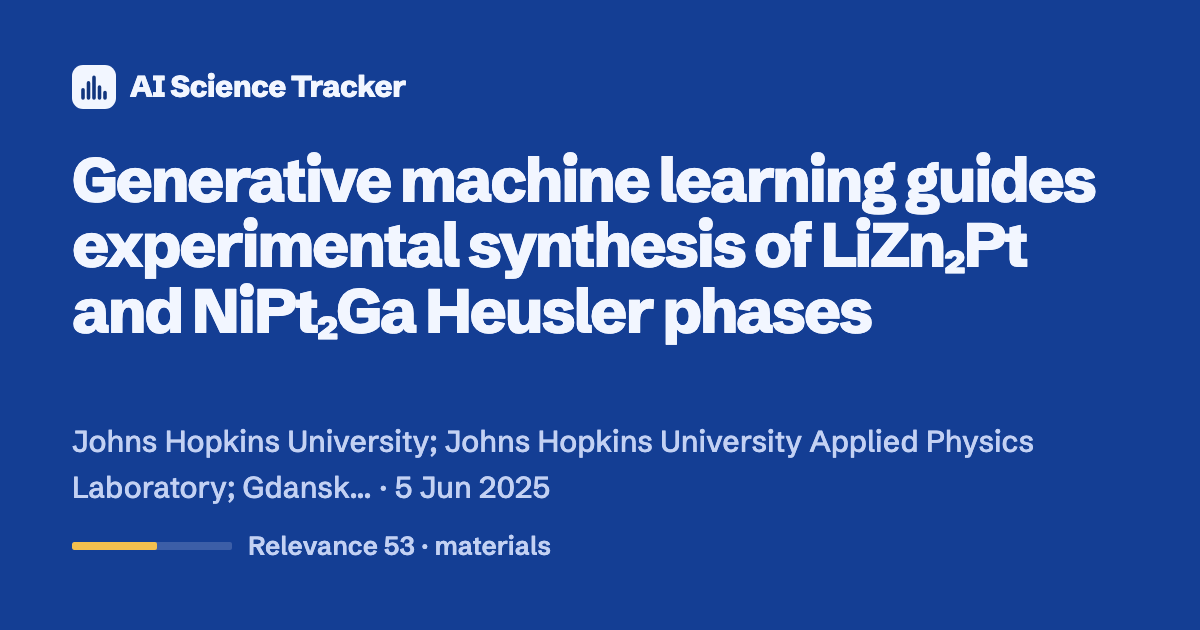 AI Science Tracker
Generative machine learning guides
experimental synthesis of LiZn₂Pt
and NiPt₂Ga Heusler phases
Johns Hopkins University; Johns Hopkins University Applied Physics
Laboratory; Gdansk... · 5 Jun 2025
Relevance 53 · materials